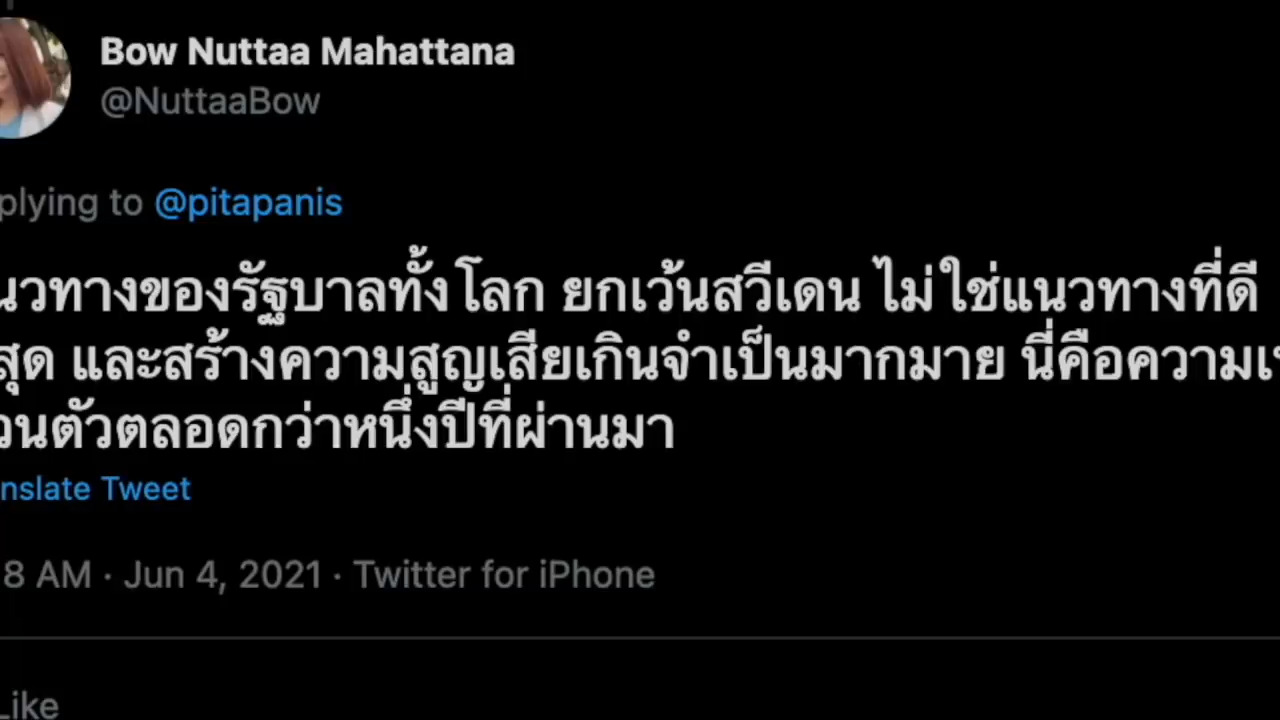 Bow Nuttaa Mahattana
@NuttaaBow
plying to @pitapanis
นวทางของรัฐบาลทั้งโลก ยกเว้นสวีเดน ไม่ใช่แนวทางที่ดี
สุด และสร้างความสูญเสียเกินจำเป็นมากมาย นี่คือความเ
วนตัวตลอดกว่าหนึ่งปีที่ผ่านมา
nslate Tweet
8 AM · Jun 4, 2021 · Twitter for iPhone
Like